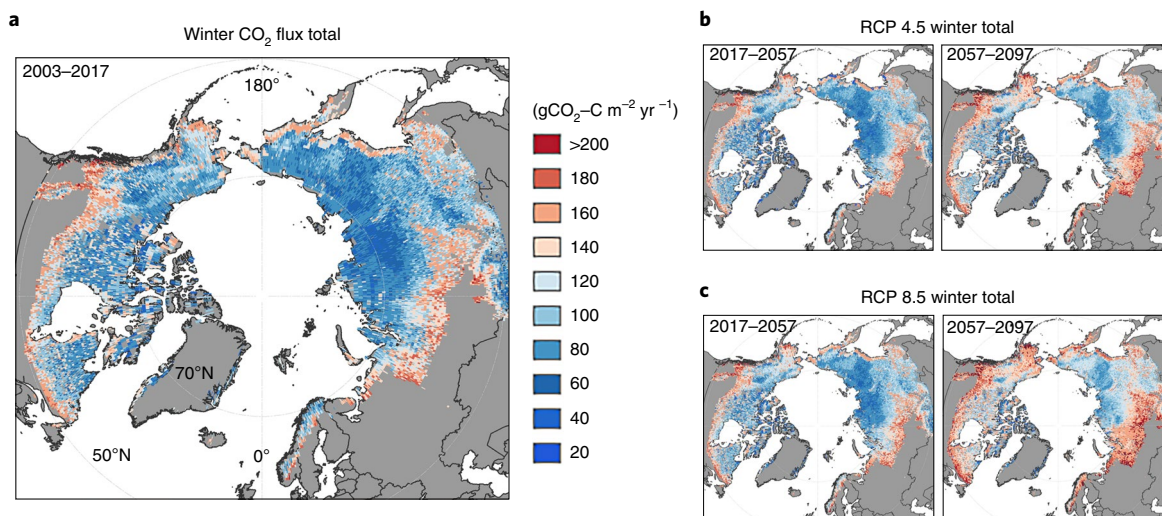 a
Winter CO₂ flux total
2003–2017
180°
70°N
50°N
0°
(gCO₂–C m⁻² yr ⁻¹)
>200
180
160
140
120
100
80
60
40
20
b
RCP 4.5 winter total
2017–2057
2057–2097
c
RCP 8.5 winter total
2017–2057
2057–2097